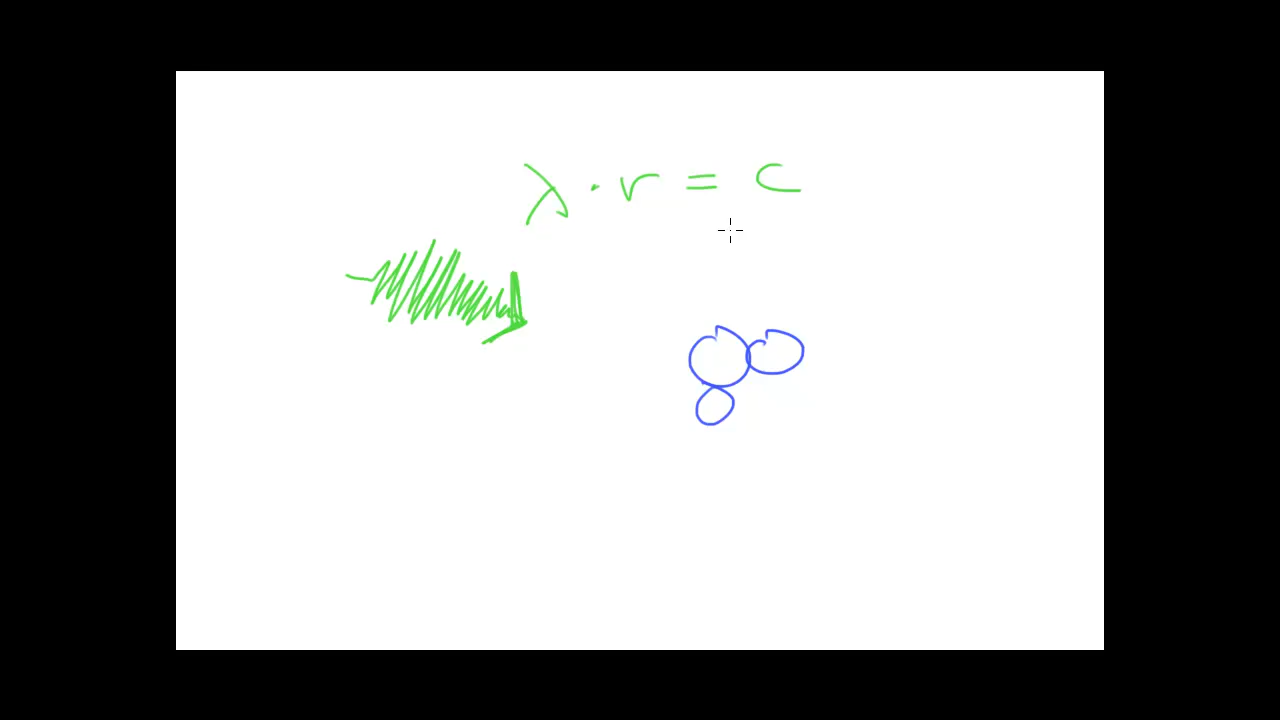 λ · ν = c